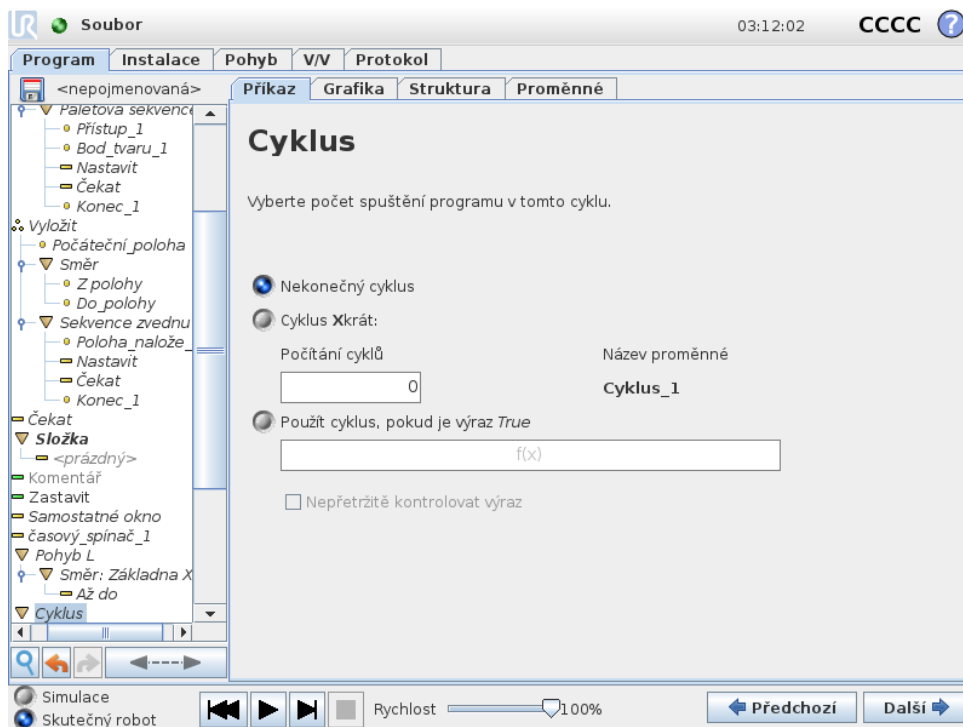 UR Soubor 03:12:02 CCCC ?
Program Instalace Pohyb V/V Protokol
<nepojmenovaná> Příkaz Grafika Struktura Proměnné
Paletová sekvence
Přístup_1
Bod_tvaru_1
Nastavit
Čekat
Konec_1
Vyložit
Počáteční_poloha
Směr
Z polohy
Do_polohy
Sekvence zvednu
Poloha_nalože_
Nastavit
Čekat
Konec_1
Čekat
Složka
<prázdný>
Komentář
Zastavit
Samostatné okno
časový_spínač_1
Pohyb L
Směr: Základna X
Až do
Cyklus
Cyklus
Vyberte počet spuštění programu v tomto cyklu.
Nekonečný cyklus
Cyklus Xkrát:
Počítání cyklů Název proměnné
0 Cyklus_1
Použít cyklus, pokud je výraz True
f(x)
Nepřetržitě kontrolovat výraz
Simulace
Skutečný robot
Rychlost 100%
Předchozí Další